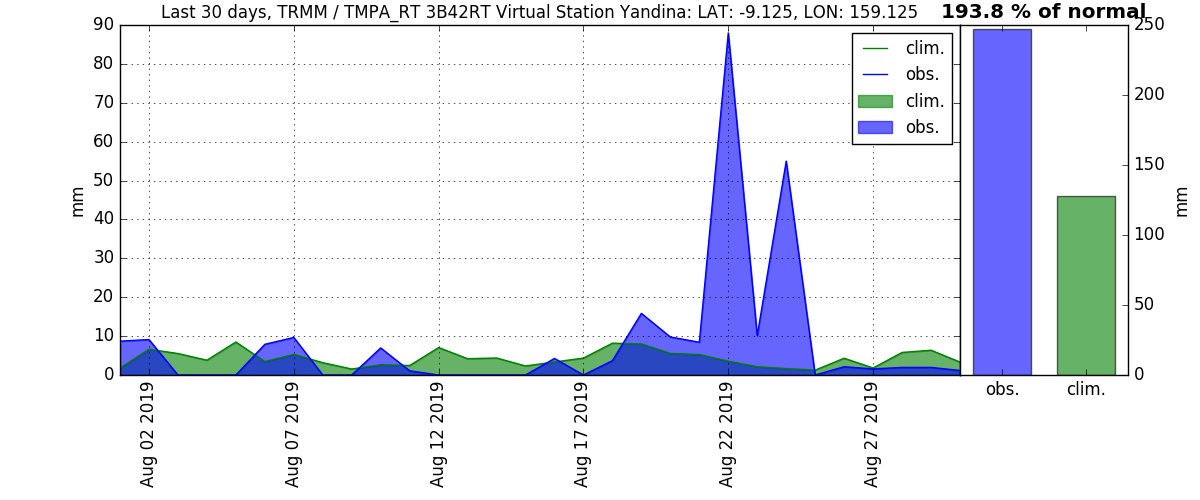 Last 30 days, TRMM / TMPA_RT 3B42RT Virtual Station Yandina: LAT: -9.125, LON: 159.125
193.8 % of normal
90
80
70
60
50
40
30
20
10
0
mm
clim.
obs.
clim.
obs.
Aug 02 2019
Aug 07 2019
Aug 12 2019
Aug 17 2019
Aug 22 2019
Aug 27 2019
250
200
150
100
50
0
mm
obs.
clim.